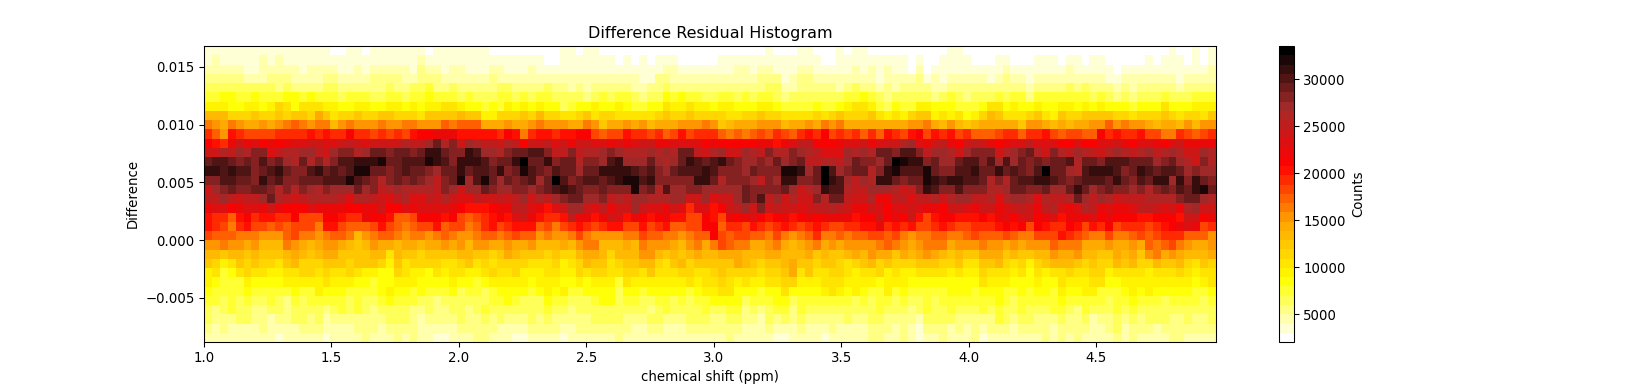 Difference Residual Histogram
0.015
0.010
0.005
0.000
−0.005
Difference
1.0 1.5 2.0 2.5 3.0 3.5 4.0 4.5
chemical shift (ppm)
30000
25000
20000
15000
10000
5000
Counts